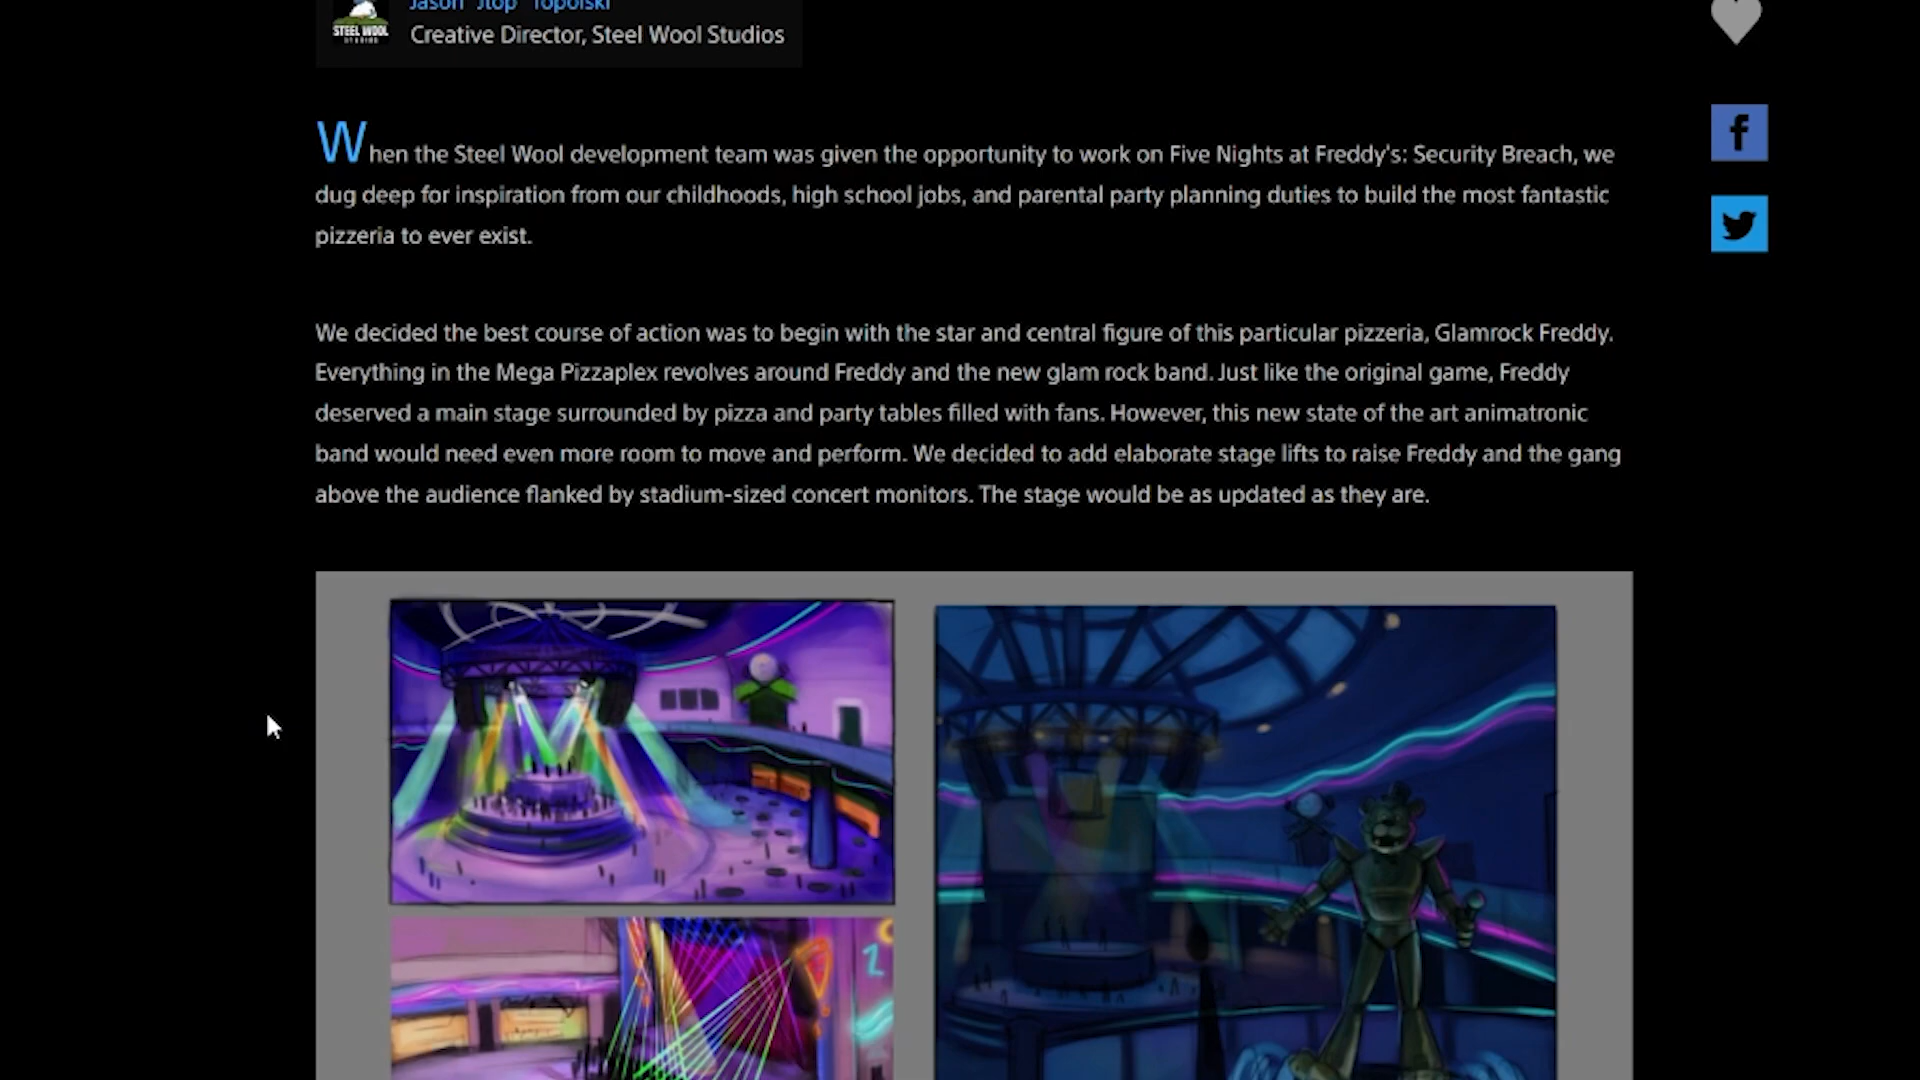 Jason "Jtop" Topolski
STEEL WOOL
STUDIOS
Creative Director, Steel Wool Studios
When the Steel Wool development team was given the opportunity to work on Five Nights at Freddy's: Security Breach, we
dug deep for inspiration from our childhoods, high school jobs, and parental party planning duties to build the most fantastic
pizzeria to ever exist.
We decided the best course of action was to begin with the star and central figure of this particular pizzeria, Glamrock Freddy.
Everything in the Mega Pizzaplex revolves around Freddy and the new glam rock band. Just like the original game, Freddy
deserved a main stage surrounded by pizza and party tables filled with fans. However, this new state of the art animatronic
band would need even more room to move and perform. We decided to add elaborate stage lifts to raise Freddy and the gang
above the audience flanked by stadium-sized concert monitors. The stage would be as updated as they are.